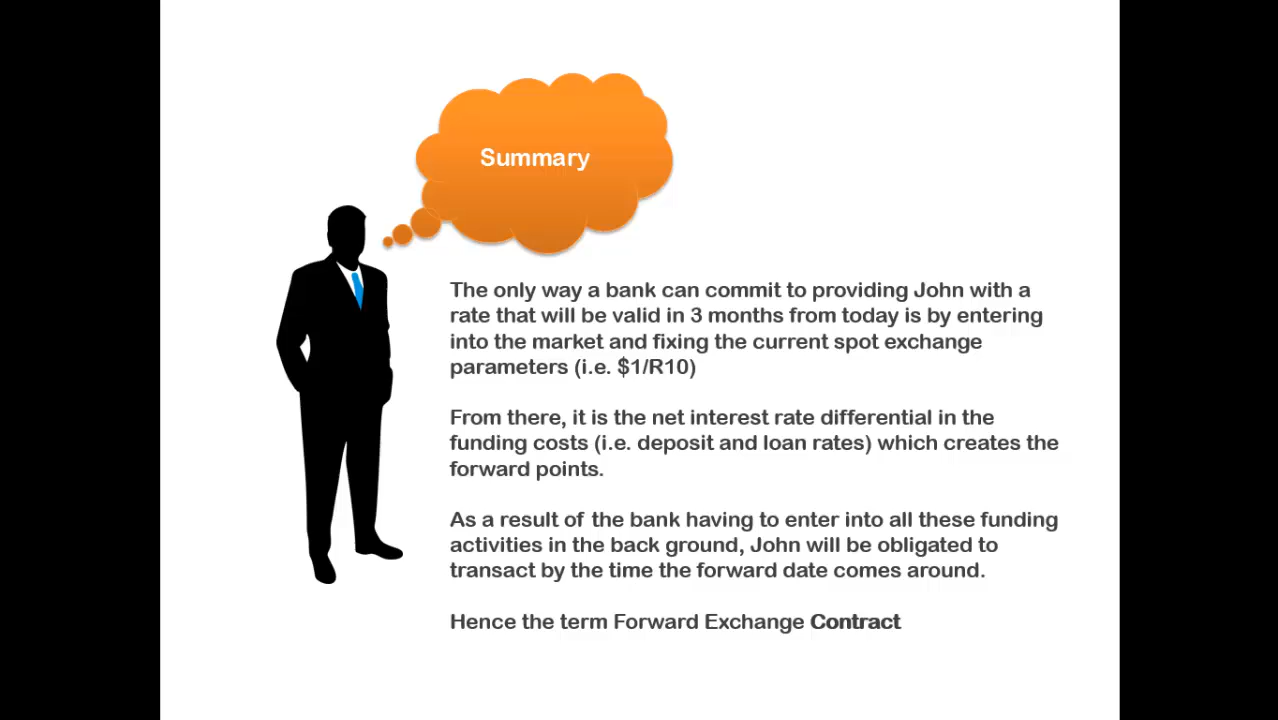 Summary
The only way a bank can commit to providing John with a
rate that will be valid in 3 months from today is by entering
into the market and fixing the current spot exchange
parameters (i.e. $1/R10)
From there, it is the net interest rate differential in the
funding costs (i.e. deposit and loan rates) which creates the
forward points.
As a result of the bank having to enter into all these funding
activities in the back ground, John will be obligated to
transact by the time the forward date comes around.
Hence the term Forward Exchange Contract